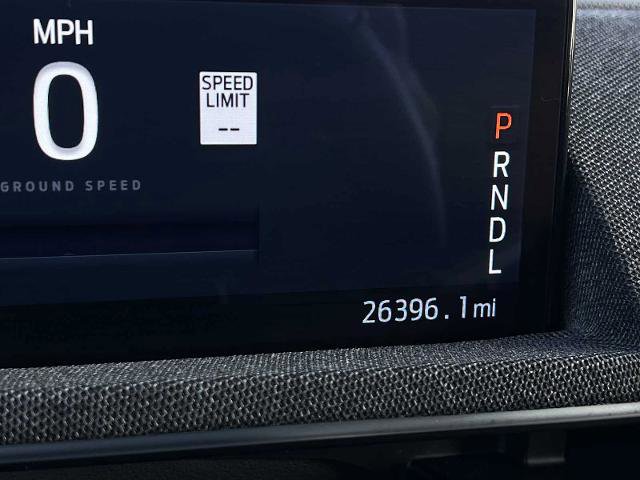 MPH
0
SPEED
LIMIT
--
GROUND SPEED
P
R
N
D
L
26396.1mi